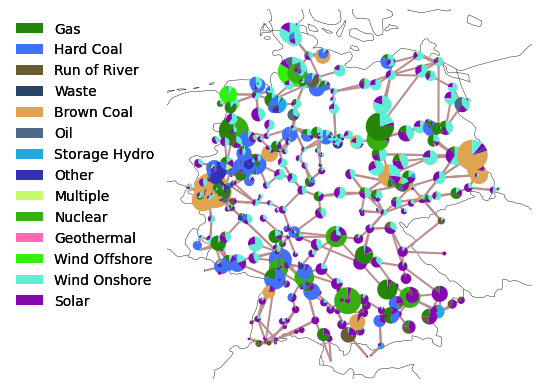 Gas
Hard Coal
Run of River
Waste
Brown Coal
Oil
Storage Hydro
Other
Multiple
Nuclear
Geothermal
Wind Offshore
Wind Onshore
Solar